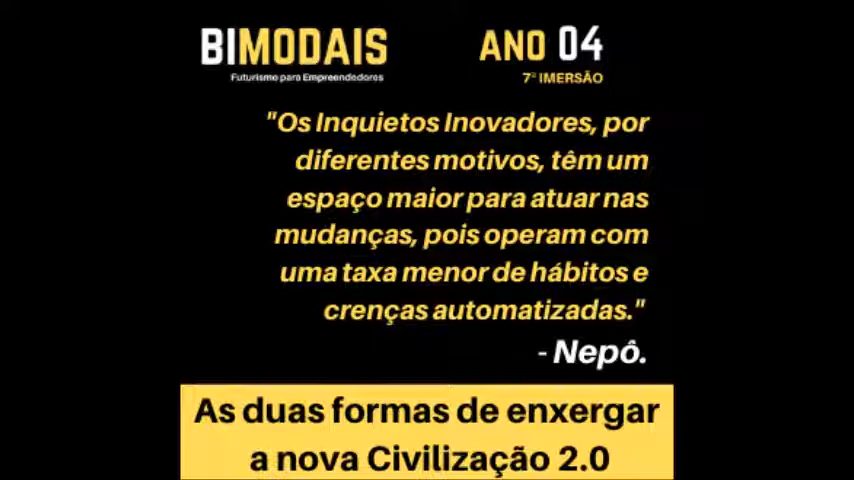 BIMODAIS
Futurismo para Empreendedores
ANO 04
7ª IMERSÃO
"Os Inquietos Inovadores, por
diferentes motivos, têm um
espaço maior para atuar nas
mudanças, pois operam com
uma taxa menor de hábitos e
crenças automatizadas."
- Nepô.
As duas formas de enxergar
a nova Civilização 2.0